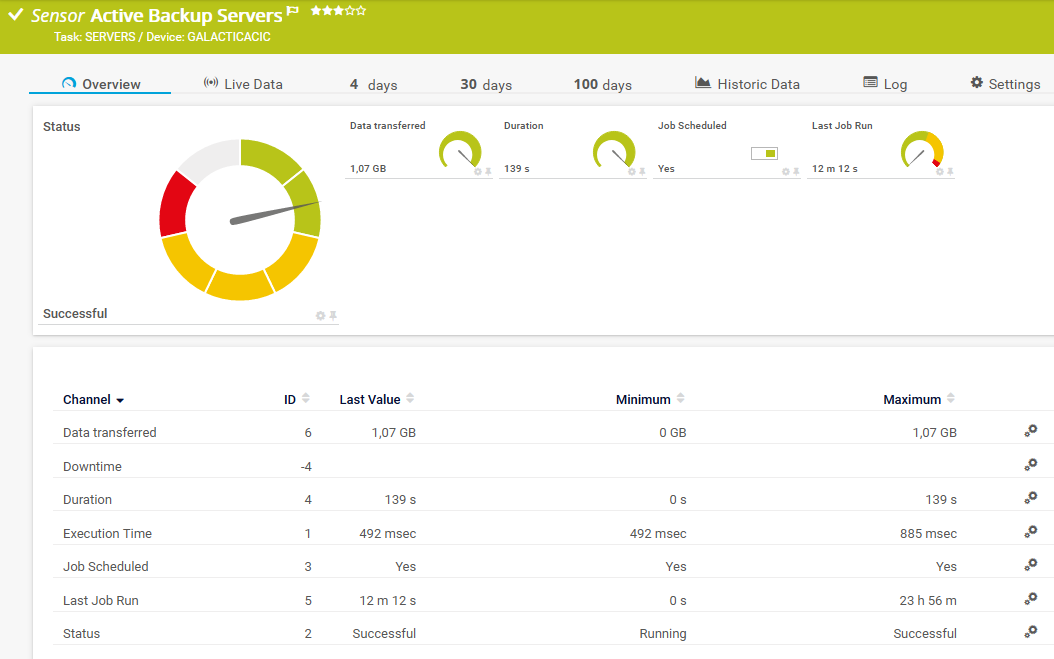 Sensor Active Backup Servers
Task: SERVERS / Device: GALACTICACIC
Overview
Live Data
4 days
30 days
100 days
Historic Data
Log
Settings
Status
Successful
Data transferred
1,07 GB
Duration
139 s
Job Scheduled
Yes
Last Job Run
12 m 12 s
Channel ID Last Value Minimum Maximum
Data transferred 6 1,07 GB 0 GB 1,07 GB
Downtime -4
Duration 4 139 s 0 s 139 s
Execution Time 1 492 msec 492 msec 885 msec
Job Scheduled 3 Yes Yes Yes
Last Job Run 5 12 m 12 s 0 s 23 h 56 m
Status 2 Successful Running Successful